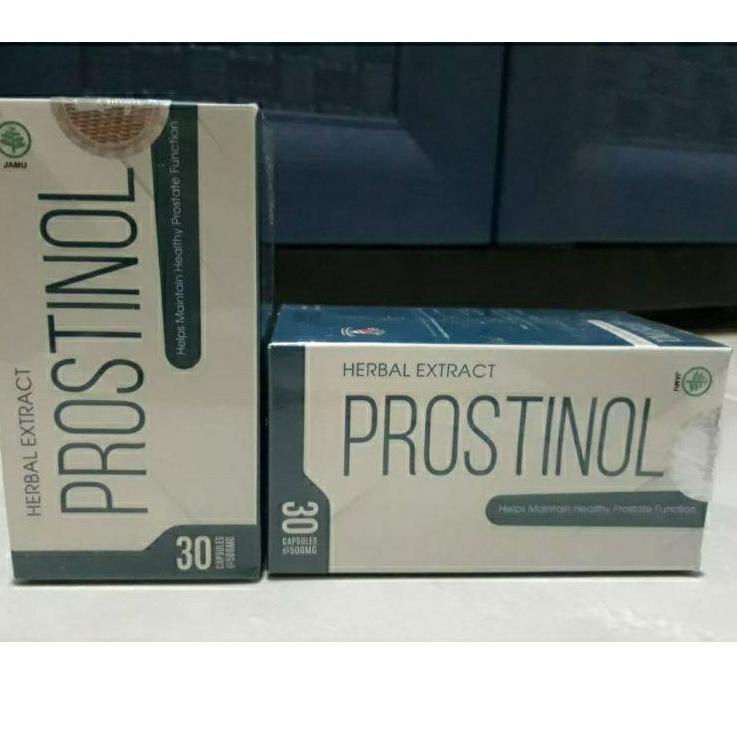 JAMU
HERBAL EXTRACT
PROSTINOL
Helps Maintain Healthy Prostate Function
30
CAPSULES
@500MG
HERBAL EXTRACT
PROSTINOL
JAMU
Helps Maintain Healthy Prostate Function
30
CAPSULES
@500MG